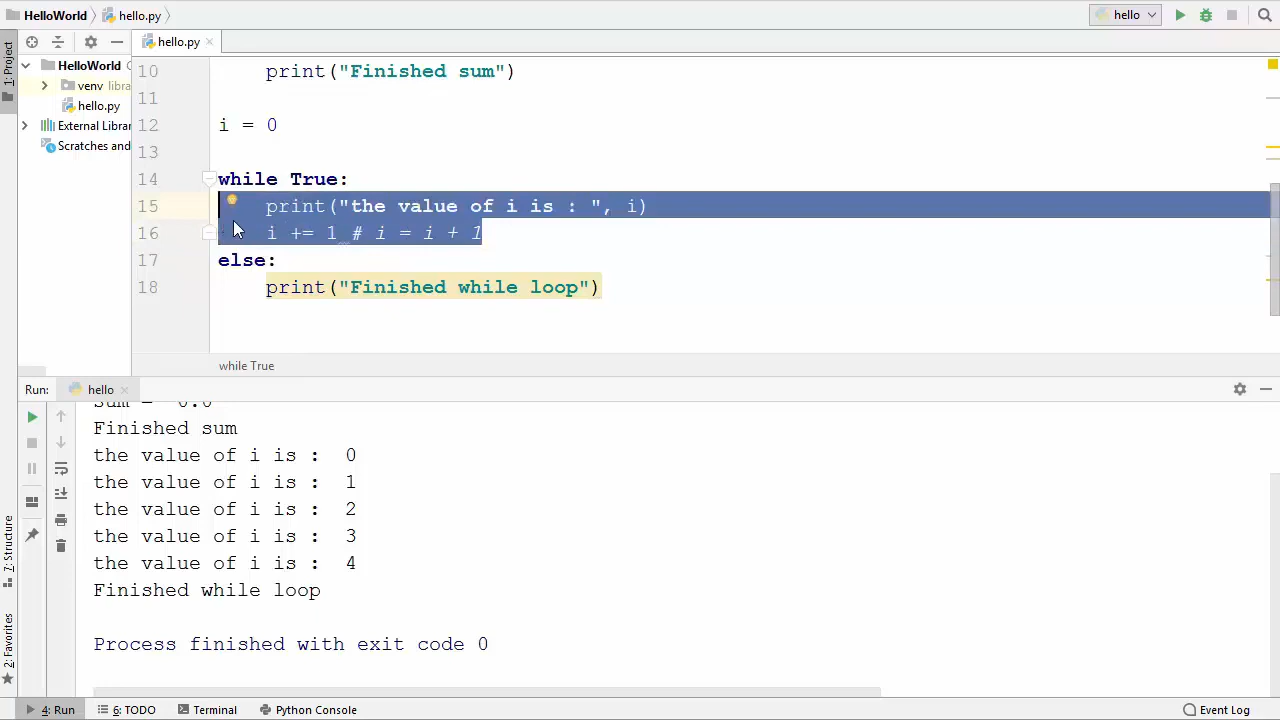 HelloWorld hello.py hello
1: Project
hello.py
HelloWorld
venv libra
hello.py
External Librar
Scratches and
10 print("Finished sum")
11
12 i = 0
13
14 while True:
15 print("the value of i is : ", i)
16 i += 1 # i = i + 1
17 else:
18 print("Finished while loop")
while True
Run: hello
Finished sum
the value of i is :  0
the value of i is :  1
the value of i is :  2
the value of i is :  3
the value of i is :  4
Finished while loop
Process finished with exit code 0
7: Structure
2: Favorites
4: Run 6: TODO Terminal Python Console Event Log